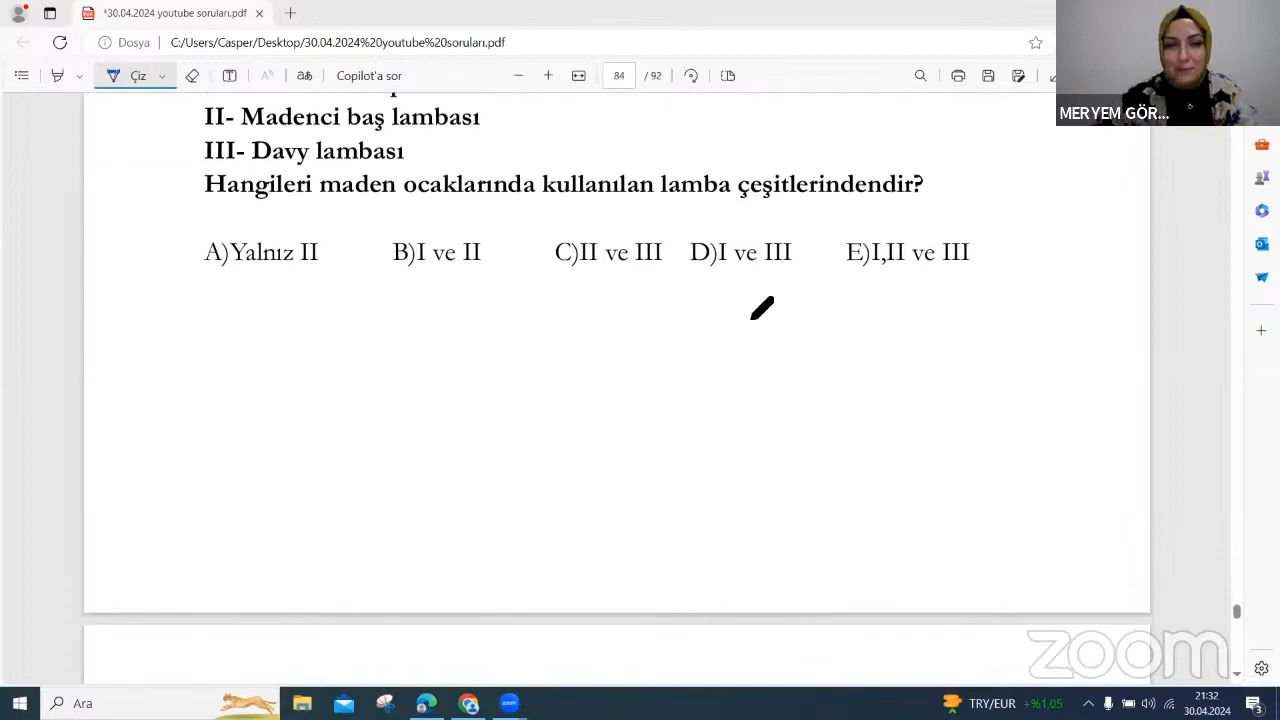 *30.04.2024 youtube soruları.pdf
Dosya C:/Users/Casper/Desktop/30.04.2024%20youtube%20soruları.pdf
Çiz Copilot'a sor 84 / 92
MERYEM GÖR...
II- Madenci baş lambası
III- Davy lambası
Hangileri maden ocaklarında kullanılan lamba çeşitlerindendir?
A)Yalnız II B)I ve II C)II ve III D)I ve III E)I,II ve III
zoom
Ara
zoom
TRY/EUR +%1,05
21:32
30.04.2024
3